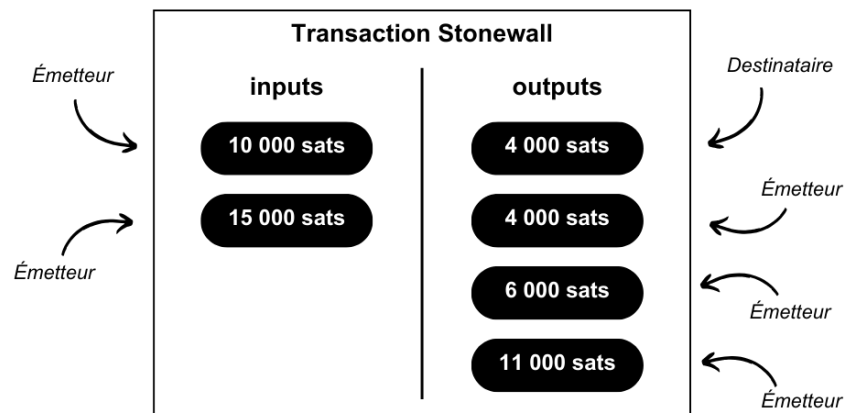 Transaction Stonewall
Émetteur
inputs
outputs
Destinataire
10 000 sats
4 000 sats
15 000 sats
4 000 sats
Émetteur
Émetteur
6 000 sats
Émetteur
11 000 sats
Émetteur